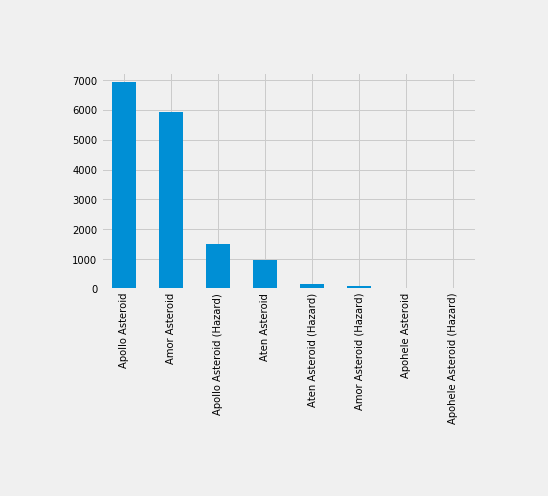 7000
6000
5000
4000
3000
2000
1000
0
Apollo Asteroid
Amor Asteroid
Apollo Asteroid (Hazard)
Aten Asteroid
Aten Asteroid (Hazard)
Amor Asteroid (Hazard)
Apohele Asteroid
Apohele Asteroid (Hazard)